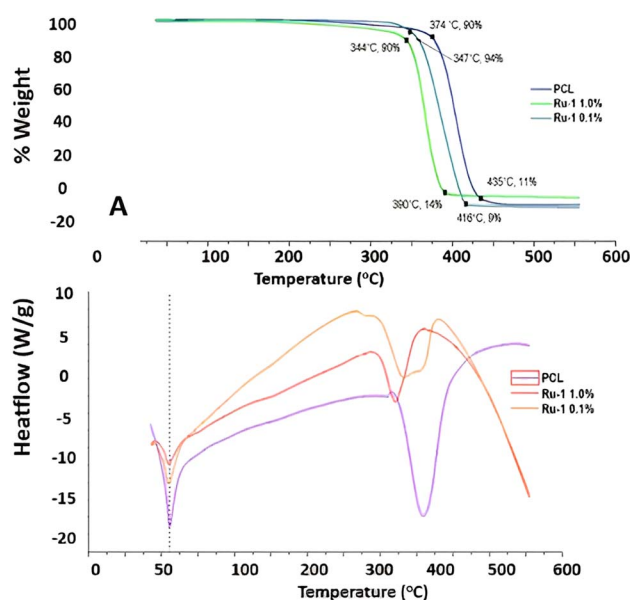 100
80
60
40
20
0
-20
% Weight
A
374 °C, 90%
344°C, 90%
347°C, 94%
PCL
Ru-1 1.0%
Ru-1 0.1%
435°C, 11%
390°C, 14%
416°C, 9%
0 100 200 300 400 500 600
Temperature (°C)
10
5
0
-5
-10
-15
-20
Heatflow (W/g)
PCL
Ru-1 1.0%
Ru-1 0.1%
0 50 100 200 300 400 500 600
Temperature (°C)